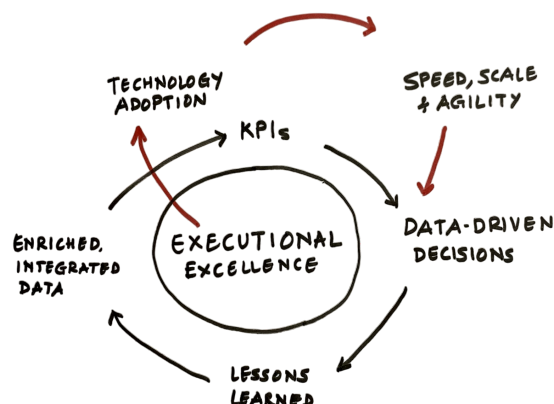 TECHNOLOGY
ADOPTION
SPEED, SCALE
& AGILITY
KPIs
ENRICHED,
INTEGRATED
DATA
EXECUTIONAL
EXCELLENCE
DATA-DRIVEN
DECISIONS
LESSONS
LEARNED